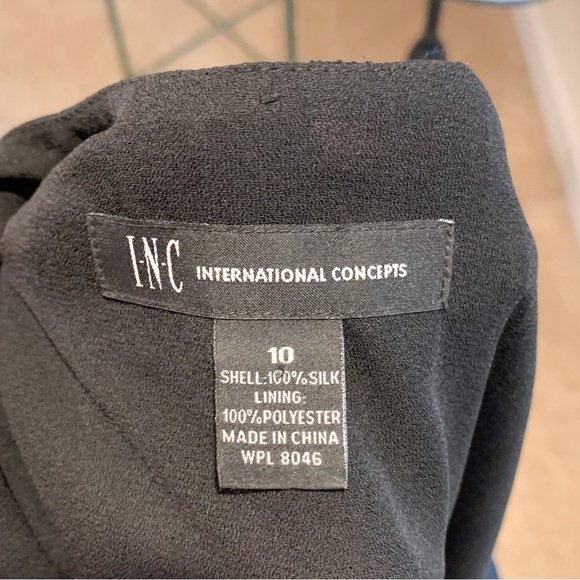 I·N·C INTERNATIONAL CONCEPTS
10
SHELL:100%SILK
LINING:
100%POLYESTER
MADE IN CHINA
WPL 8046